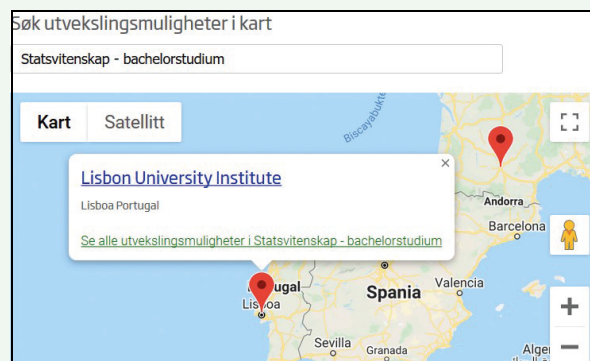 Søk utvekslingsmuligheter i kart
Statsvitenskap - bachelorstudium
Kart Satellitt
Lisbon University Institute
Lisboa Portugal
Se alle utvekslingsmuligheter i Statsvitenskap - bachelorstudium
Andorra
Barcelona
ugal
Lisboa
Spania
Valencia
Sevilla
Granada